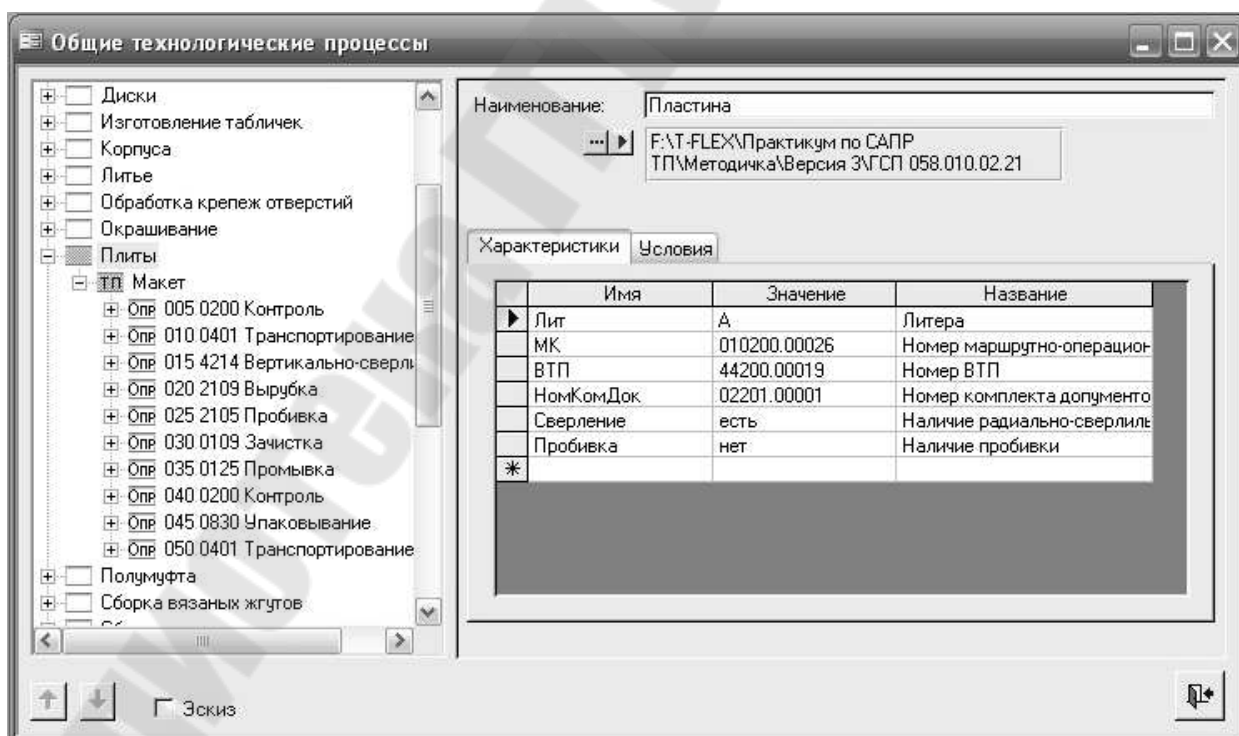 Общие технологические процессы
Диски
Изготовление табличек
Корпуса
Литье
Обработка крепеж отверстий
Окрашивание
Плиты
ТП Макет
Опр 005 0200 Контроль
Опр 010 0401 Транспортирование
Опр 015 4214 Вертикально-сверли
Опр 020 2109 Вырубка
Опр 025 2105 Пробивка
Опр 030 0109 Зачистка
Опр 035 0125 Промывка
Опр 040 0200 Контроль
Опр 045 0830 Упаковывание
Опр 050 0401 Транспортирование
Полумуфта
Сборка вязаных жгутов
Эскиз
Наименование: Пластина
F:\T-FLEX\Практикум по САПР
ТП\Методичка\Версия 3\ГСП 058.010.02.21
Характеристики Условия
Имя Значение Название
Лит А Литера
МК 010200.00026 Номер маршрутно-операцион
ВТП 44200.00019 Номер ВТП
НомКомДок 02201.00001 Номер комплекта допументо
Сверление есть Наличие радиально-сверлиль
Пробивка нет Наличие пробивки